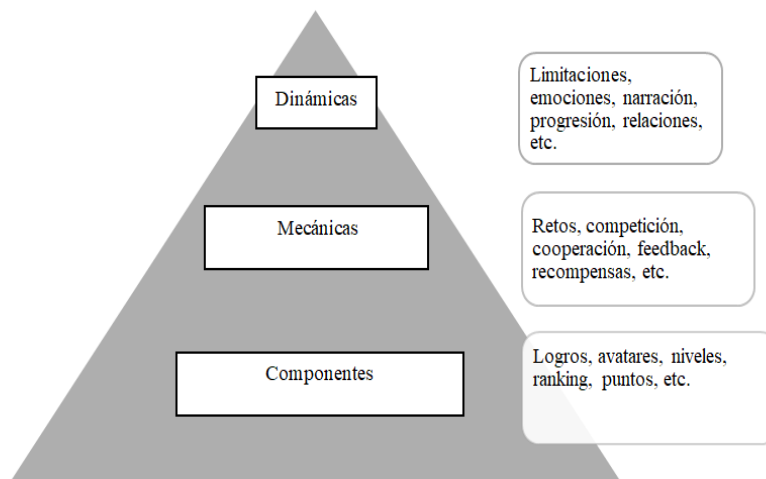 Dinámicas
Limitaciones,
emociones, narración,
progresión, relaciones,
etc.
Mecánicas
Retos, competición,
cooperación, feedback,
recompensas, etc.
Componentes
Logros, avatares, niveles,
ranking, puntos, etc.